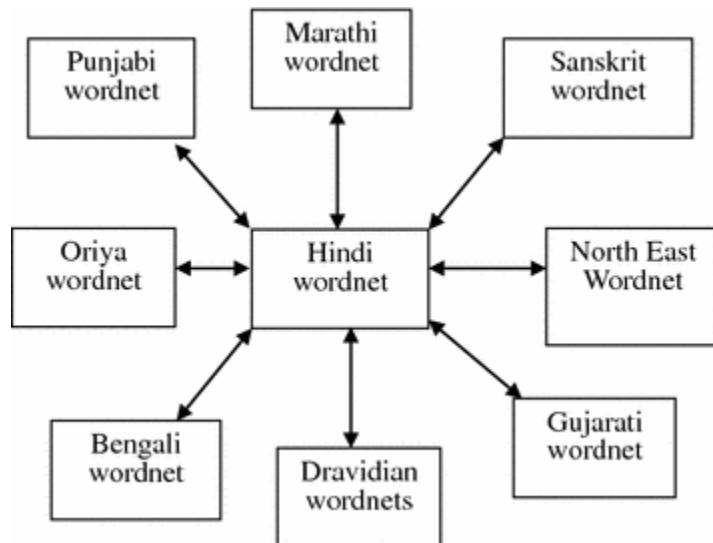 Marathi
wordnet
Punjabi
wordnet
Sanskrit
wordnet
Oriya
wordnet
Hindi
wordnet
North East
Wordnet
Bengali
wordnet
Dravidian
wordnets
Gujarati
wordnet